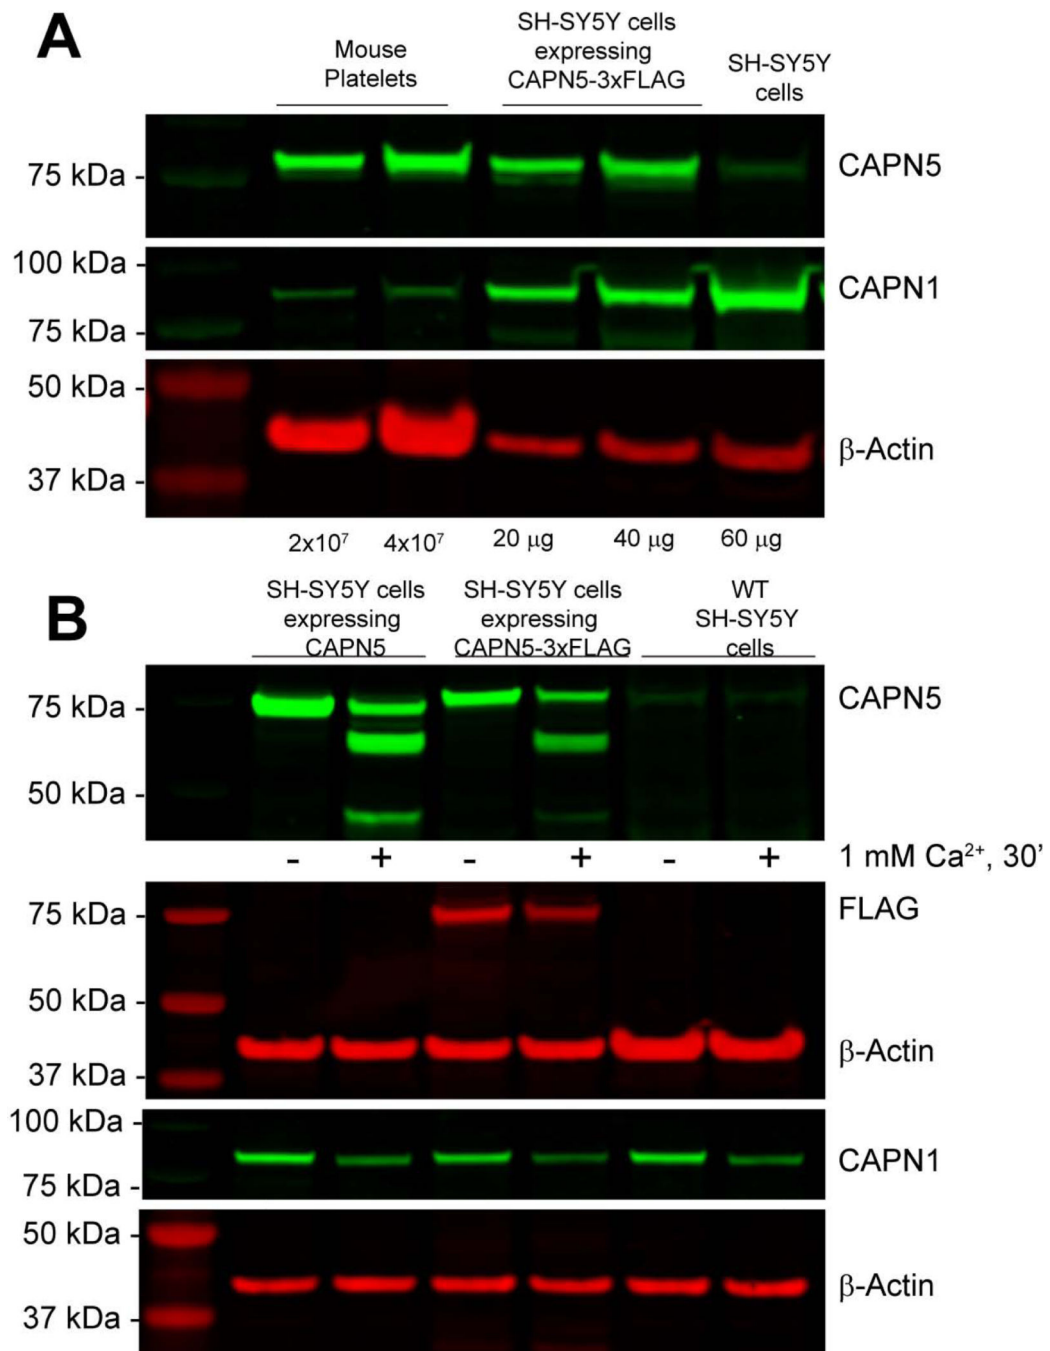 A
Mouse
Platelets
SH-SY5Y cells
expressing
CAPN5-3xFLAG
SH-SY5Y
cells
75 kDa -
CAPN5
100 kDa -
75 kDa -
CAPN1
50 kDa -
37 kDa -
β-Actin
2x10⁷ 4x10⁷ 20 μg 40 μg 60 μg
B
SH-SY5Y cells
expressing
CAPN5
SH-SY5Y cells
expressing
CAPN5-3xFLAG
WT
SH-SY5Y
cells
75 kDa -
CAPN5
50 kDa -
- + - + - + 1 mM Ca²⁺, 30’
75 kDa -
FLAG
50 kDa -
β-Actin
37 kDa -
100 kDa -
CAPN1
75 kDa -
50 kDa -
β-Actin
37 kDa -